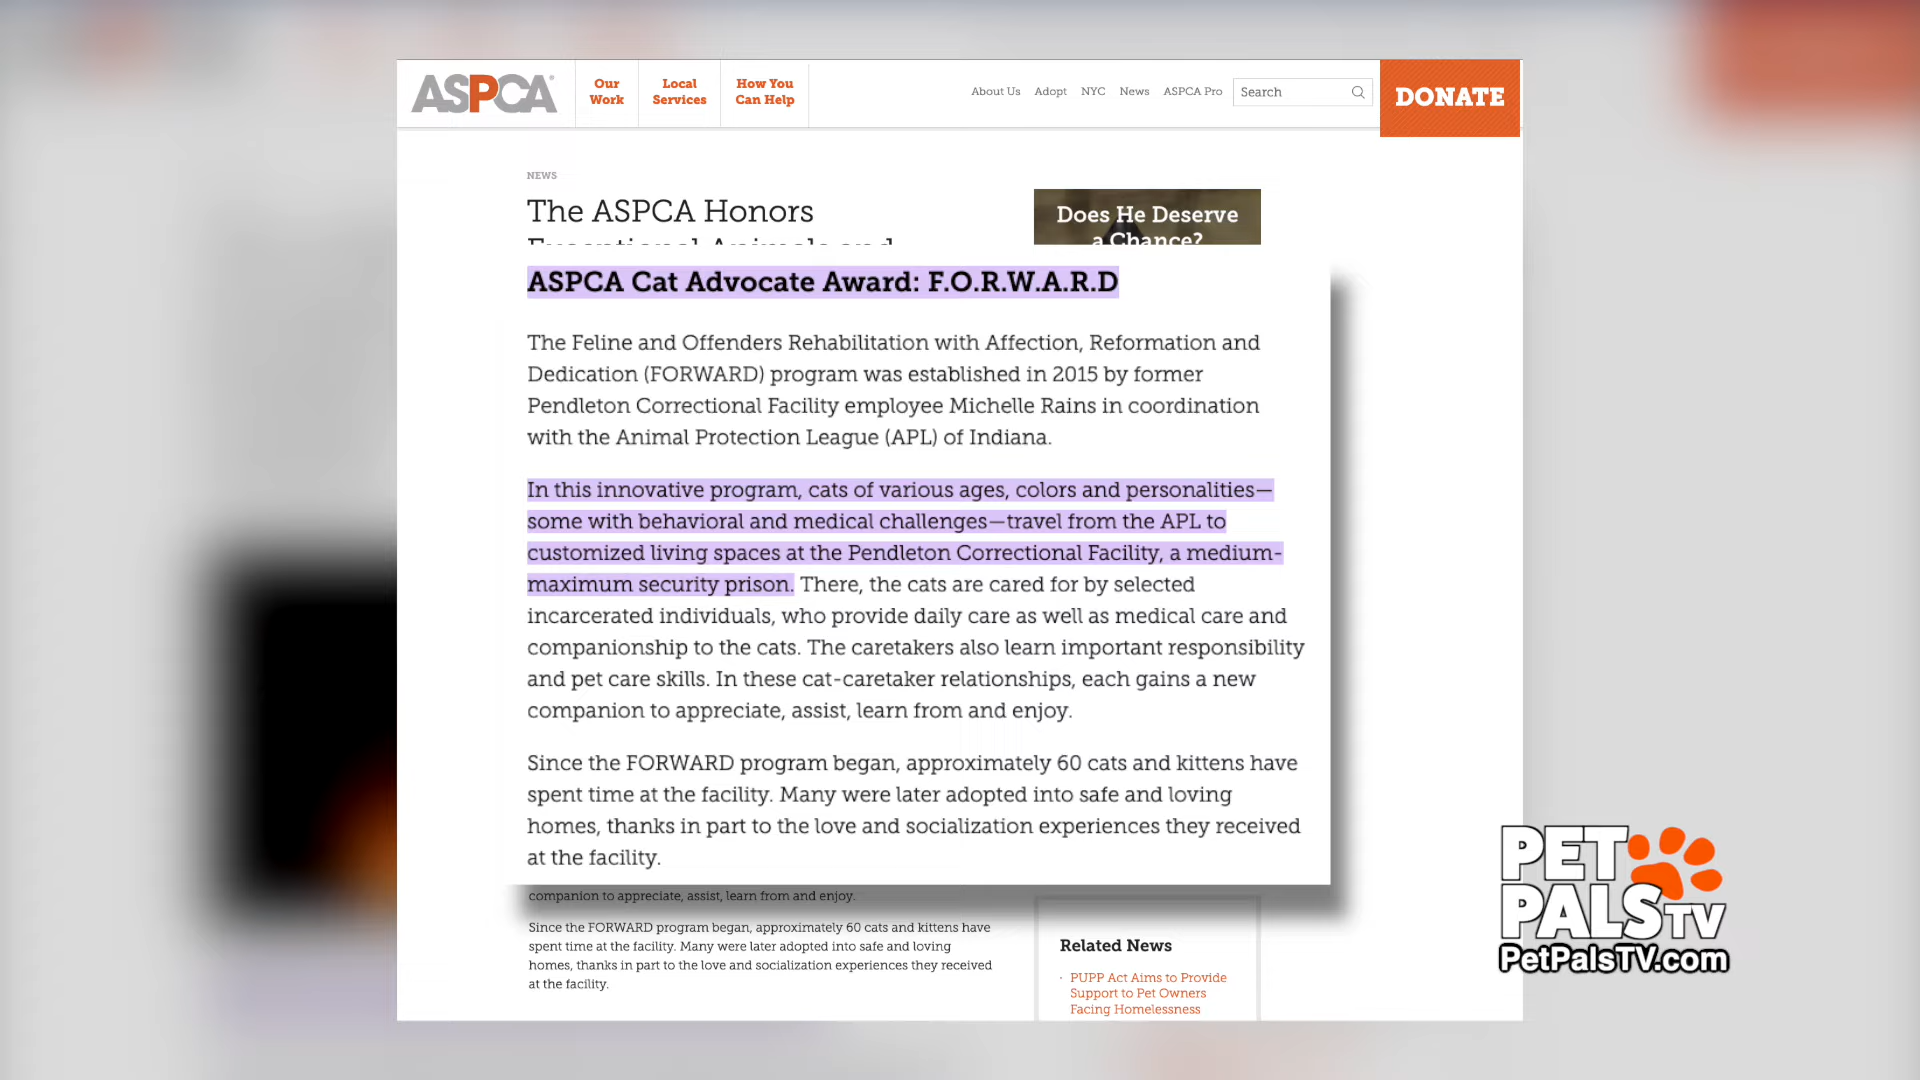 ASPCA
Our
Work
Local
Services
How You
Can Help
About Us
Adopt
NYC
News
ASPCA Pro
Search
DONATE
NEWS
The ASPCA Honors
Exceptional Animals and
Does He Deserve
a Chance?
ASPCA Cat Advocate Award: F.O.R.W.A.R.D
The Feline and Offenders Rehabilitation with Affection, Reformation and
Dedication (FORWARD) program was established in 2015 by former
Pendleton Correctional Facility employee Michelle Rains in coordination
with the Animal Protection League (APL) of Indiana.
In this innovative program, cats of various ages, colors and personalities—
some with behavioral and medical challenges—travel from the APL to
customized living spaces at the Pendleton Correctional Facility, a medium-
maximum security prison. There, the cats are cared for by selected
incarcerated individuals, who provide daily care as well as medical care and
companionship to the cats. The caretakers also learn important responsibility
and pet care skills. In these cat-caretaker relationships, each gains a new
companion to appreciate, assist, learn from and enjoy.
Since the FORWARD program began, approximately 60 cats and kittens have
spent time at the facility. Many were later adopted into safe and loving
homes, thanks in part to the love and socialization experiences they received
at the facility.
companion to appreciate, assist, learn from and enjoy.
Since the FORWARD program began, approximately 60 cats and kittens have
spent time at the facility. Many were later adopted into safe and loving
homes, thanks in part to the love and socialization experiences they received
at the facility.
Related News
· PUPP Act Aims to Provide
Support to Pet Owners
Facing Homelessness
PET
PALS TV
PetPalsTV.com